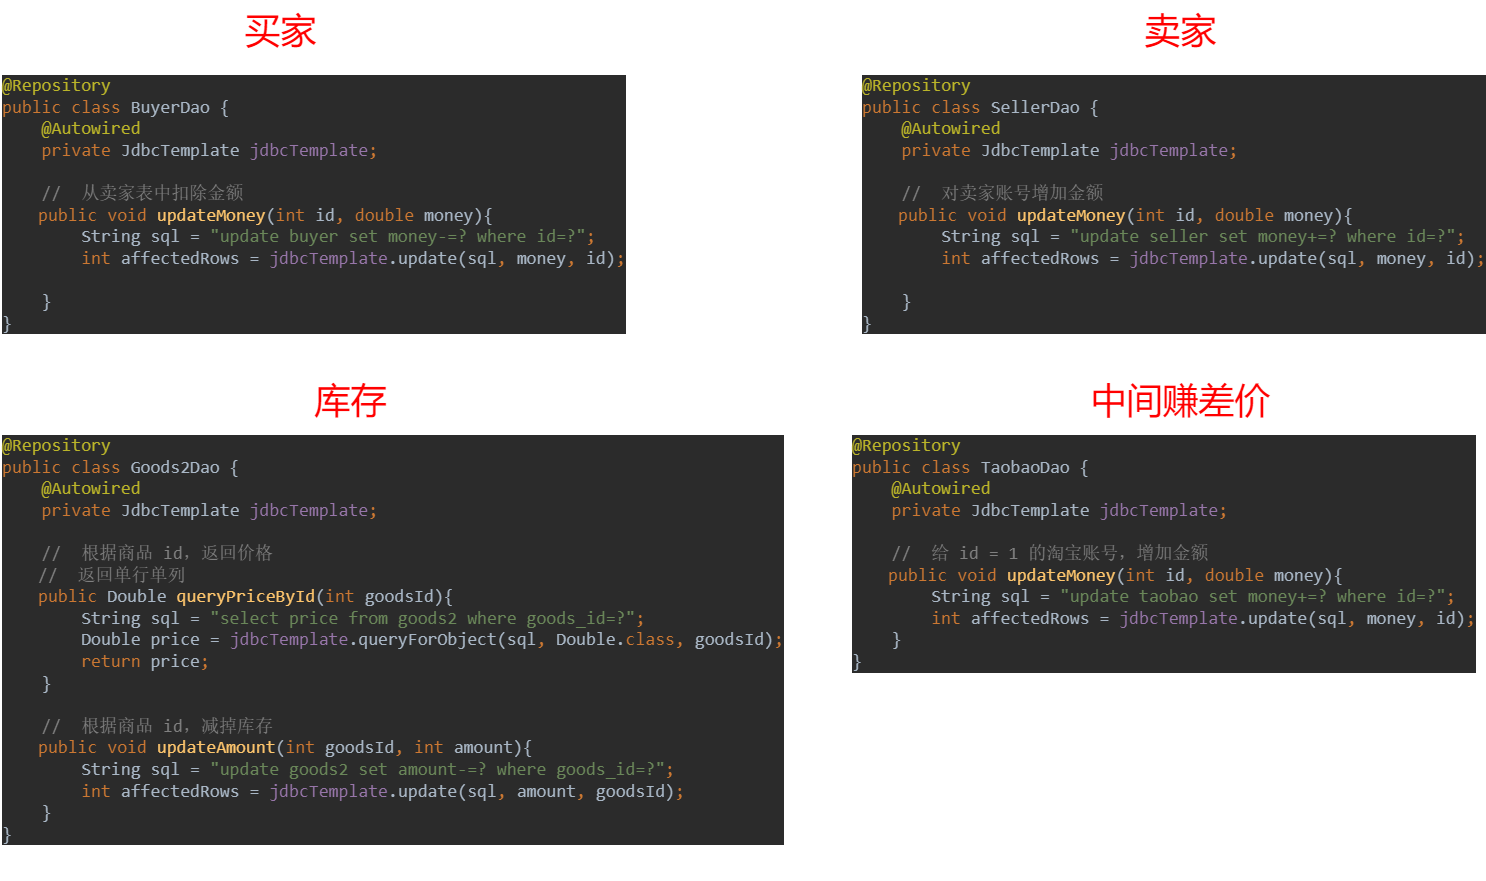 买家
@Repository
public class BuyerDao {
    @Autowired
    private JdbcTemplate jdbcTemplate;
    //  从卖家表中扣除金额
    public void updateMoney(int id, double money){
        String sql = "update buyer set money-=? where id=?";
        int affectedRows = jdbcTemplate.update(sql, money, id);
    }
}
卖家
@Repository
public class SellerDao {
    @Autowired
    private JdbcTemplate jdbcTemplate;
    //  对卖家账号增加金额
    public void updateMoney(int id, double money){
        String sql = "update seller set money+=? where id=?";
        int affectedRows = jdbcTemplate.update(sql, money, id);
    }
}
库存
@Repository
public class Goods2Dao {
    @Autowired
    private JdbcTemplate jdbcTemplate;
    //  根据商品 id，返回价格
    //  返回单行单列
    public Double queryPriceById(int goodsId){
        String sql = "select price from goods2 where goods_id=?";
        Double price = jdbcTemplate.queryForObject(sql, Double.class, goodsId);
        return price;
    }
    //  根据商品 id，减掉库存
    public void updateAmount(int goodsId, int amount){
        String sql = "update goods2 set amount-=? where goods_id=?";
        int affectedRows = jdbcTemplate.update(sql, amount, goodsId);
    }
}
中间赚差价
@Repository
public class TaobaoDao {
    @Autowired
    private JdbcTemplate jdbcTemplate;
    //  给 id = 1 的淘宝账号，增加金额
    public void updateMoney(int id, double money){
        String sql = "update taobao set money+=? where id=?";
        int affectedRows = jdbcTemplate.update(sql, money, id);
    }
}